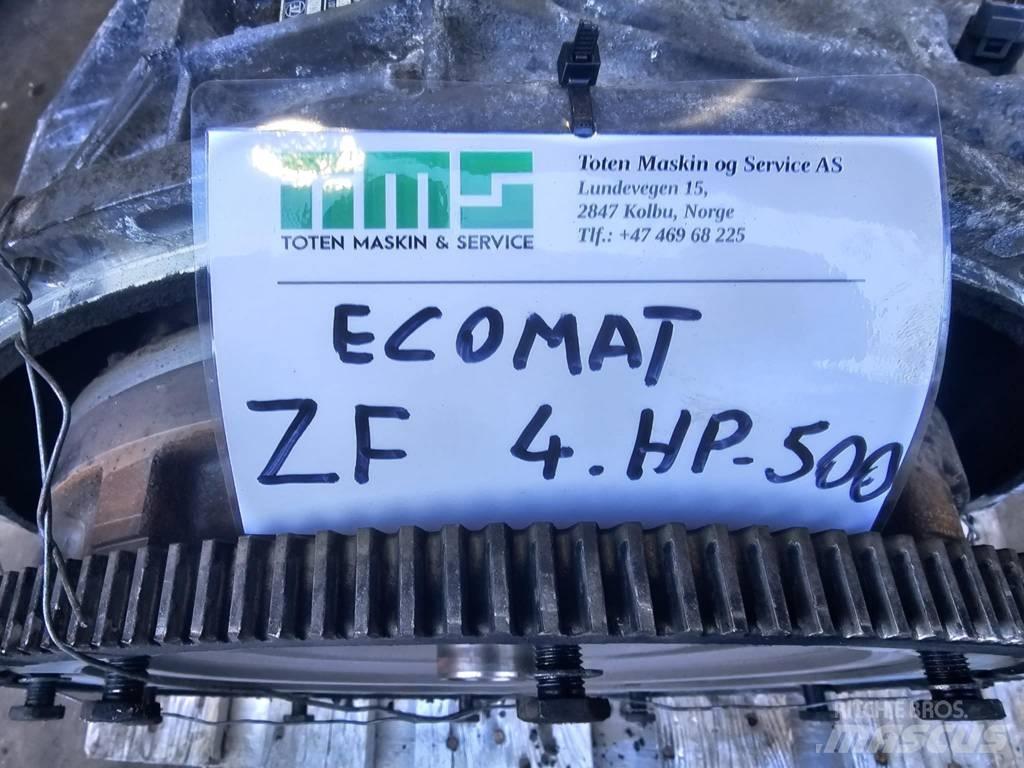 TMS
TOTEN MASKIN & SERVICE
Toten Maskin og Service AS
Lundevegen 15,
2847 Kolbu, Norge
Tlf.: +47 469 68 225
ECOMAT
ZF 4.HP-500
RITCHIE BROS.
MASCUS